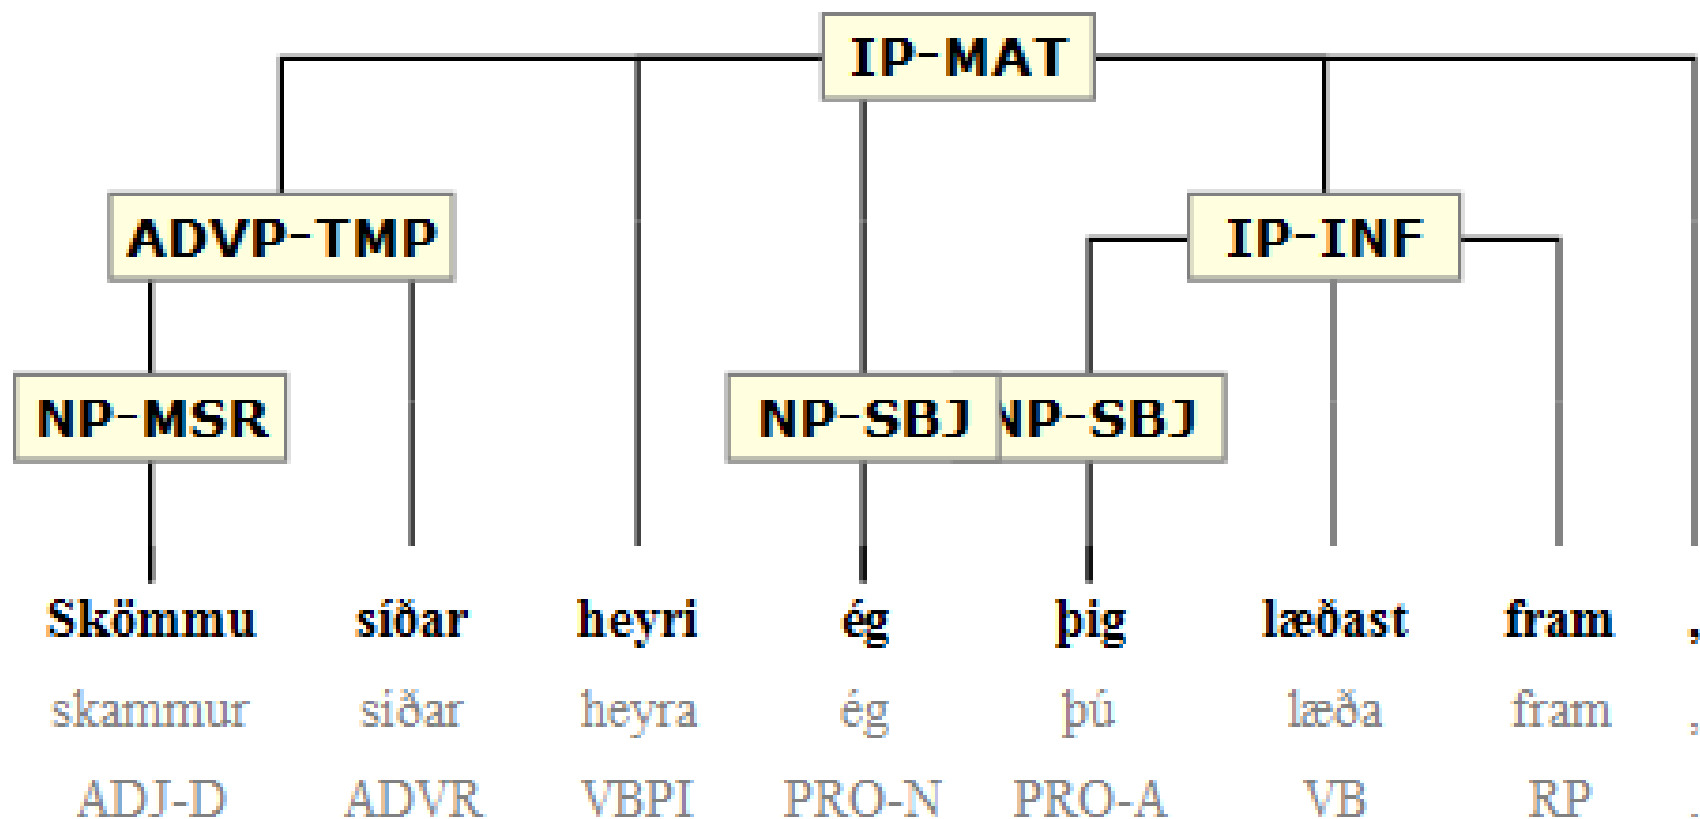 IP-MAT
ADVP-TMP IP-INF
NP-MSR NP-SBJ NP-SBJ
Skömmu síðar heyri ég þig læðast fram ,
skammur síðar heyra ég þú læða fram ,
ADJ-D ADVR VBPI PRO-N PRO-A VB RP ,